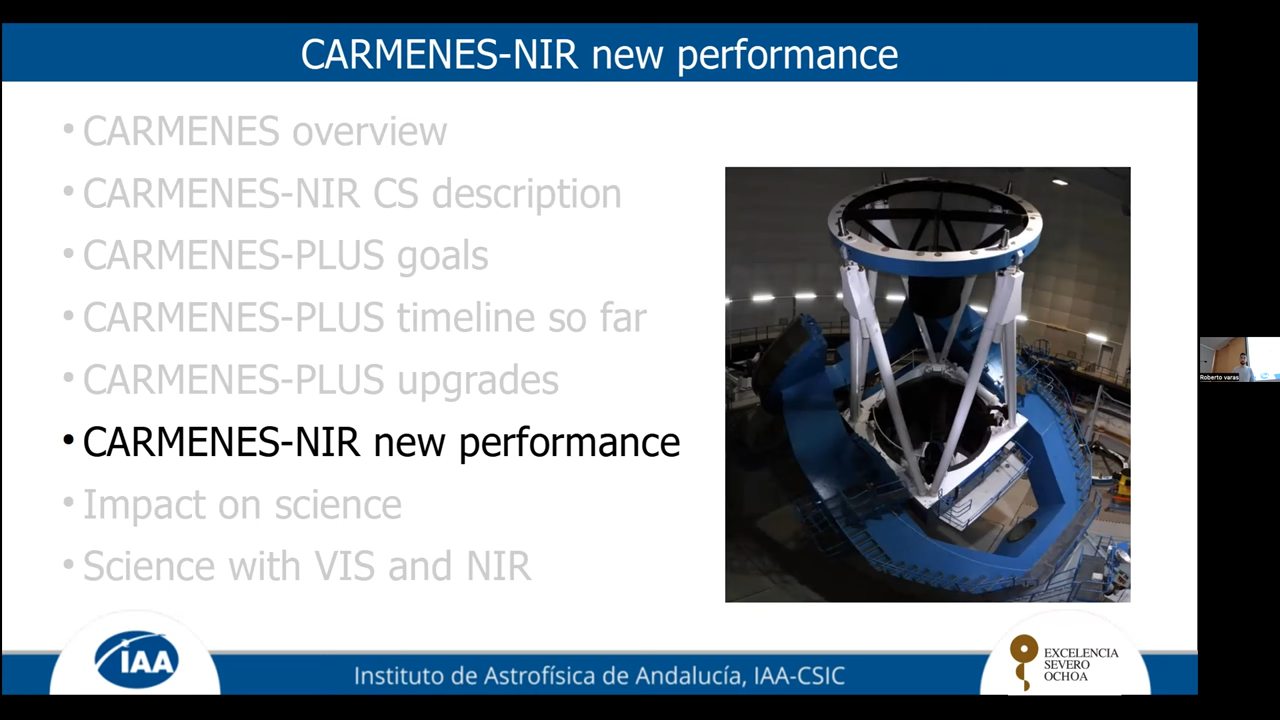 CARMENES-NIR new performance
• CARMENES overview
• CARMENES-NIR CS description
• CARMENES-PLUS goals
• CARMENES-PLUS timeline so far
• CARMENES-PLUS upgrades
• CARMENES-NIR new performance
• Impact on science
• Science with VIS and NIR
Roberto varas
IAA
Instituto de Astrofísica de Andalucía, IAA-CSIC
EXCELENCIA
SEVERO
OCHOA